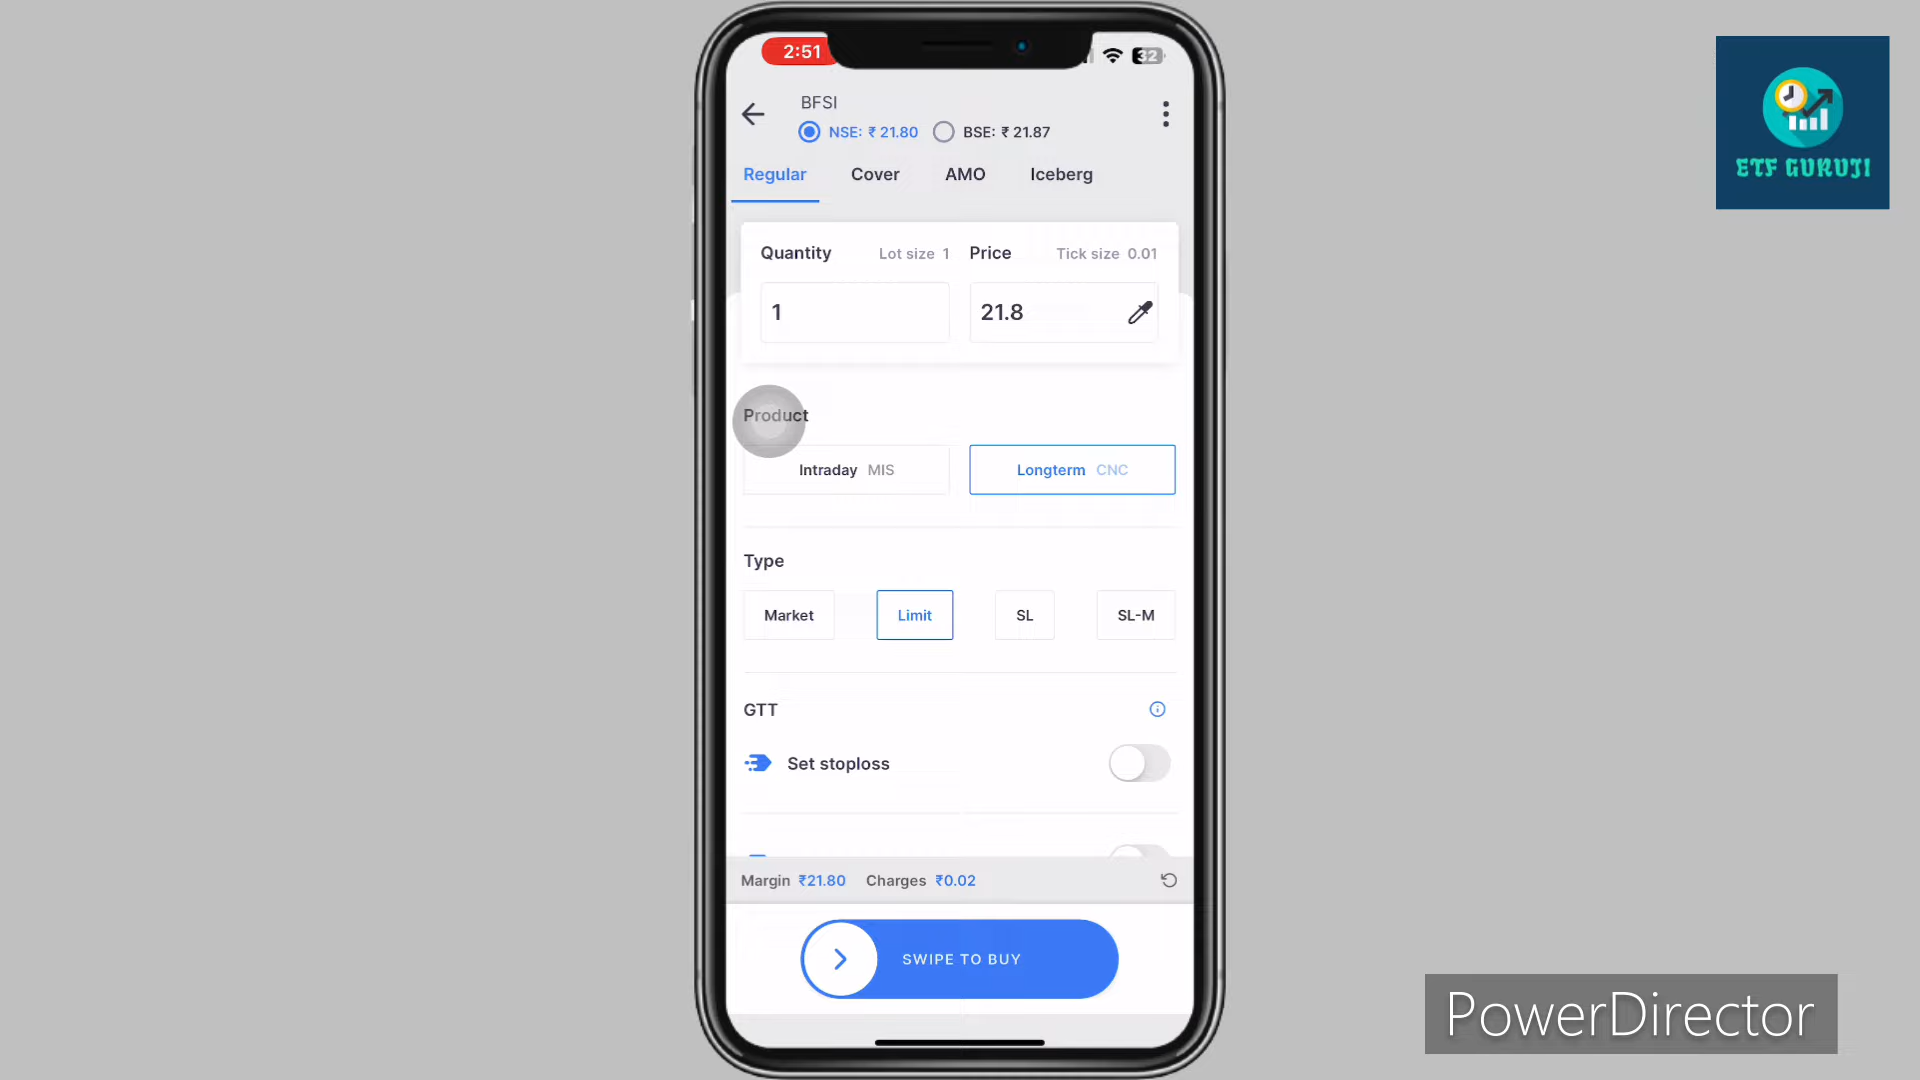 2:51
32
BFSI
NSE: ₹ 21.80 BSE: ₹ 21.87
Regular Cover AMO Iceberg
Quantity Lot size 1 Price Tick size 0.01
1 21.8
Product
Intraday MIS Longterm CNC
Type
Market Limit SL SL-M
GTT
Set stoploss
Margin ₹21.80 Charges ₹0.02
SWIPE TO BUY
ETF GURUJI
PowerDirector